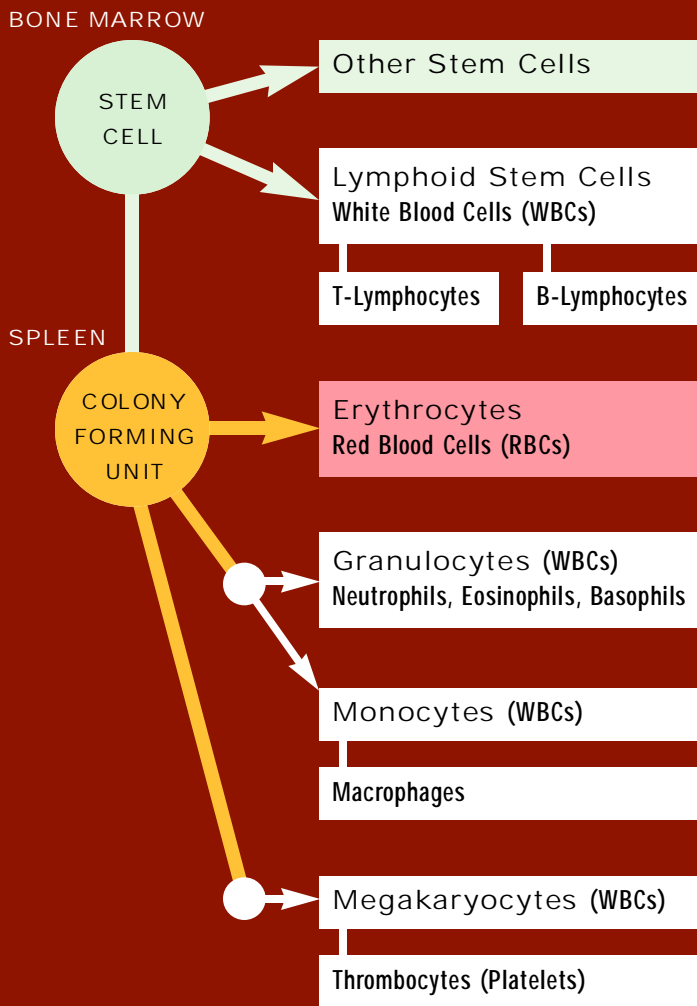 BONE MARROW
STEM
CELL
Other Stem Cells
Lymphoid Stem Cells
White Blood Cells (WBCs)
T-Lymphocytes
B-Lymphocytes
SPLEEN
COLONY
FORMING
UNIT
Erythrocytes
Red Blood Cells (RBCs)
Granulocytes (WBCs)
Neutrophils, Eosinophils, Basophils
Monocytes (WBCs)
Macrophages
Megakaryocytes (WBCs)
Thrombocytes (Platelets)